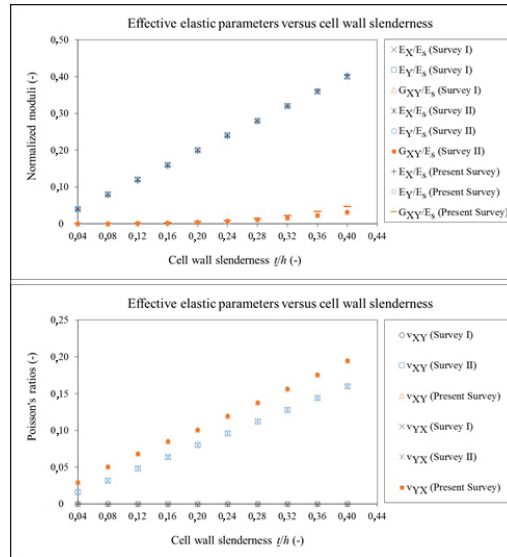 Effective elastic parameters versus cell wall slenderness
Normalized moduli (-)
0,50
0,40
0,30
0,20
0,10
0
0,04 0,08 0,12 0,16 0,20 0,24 0,28 0,32 0,36 0,40 0,44
Cell wall slenderness t/h (-)
EX/Es (Survey I)
EY/Es (Survey I)
GXY/Es (Survey I)
EX/Es (Survey II)
EY/Es (Survey II)
GXY/Es (Survey II)
EX/Es (Present Survey)
EY/Es (Present Survey)
GXY/Es (Present Survey)
Effective elastic parameters versus cell wall slenderness
Poisson's ratios (-)
0,25
0,20
0,15
0,10
0,05
0
0,04 0,08 0,12 0,16 0,20 0,24 0,28 0,32 0,36 0,40 0,44
Cell wall slenderness t/h (-)
vXY (Survey I)
vXY (Survey II)
vXY (Present Survey)
vYX (Survey I)
vYX (Survey II)
vYX (Present Survey)